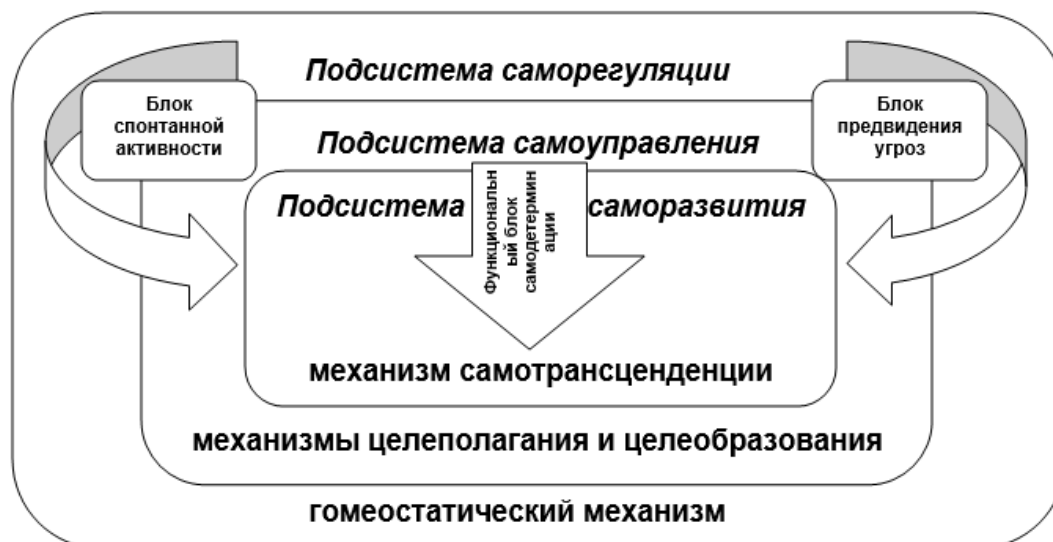 Подсистема саморегуляции
Блок
спонтанной
активности
Блок
предвидения
угроз
Подсистема самоуправления
Подсистема саморазвития
Функциональн
ый блок
самодетермин
ации
механизм самотрансценденции
механизмы целеполагания и целеобразования
гомеостатический механизм